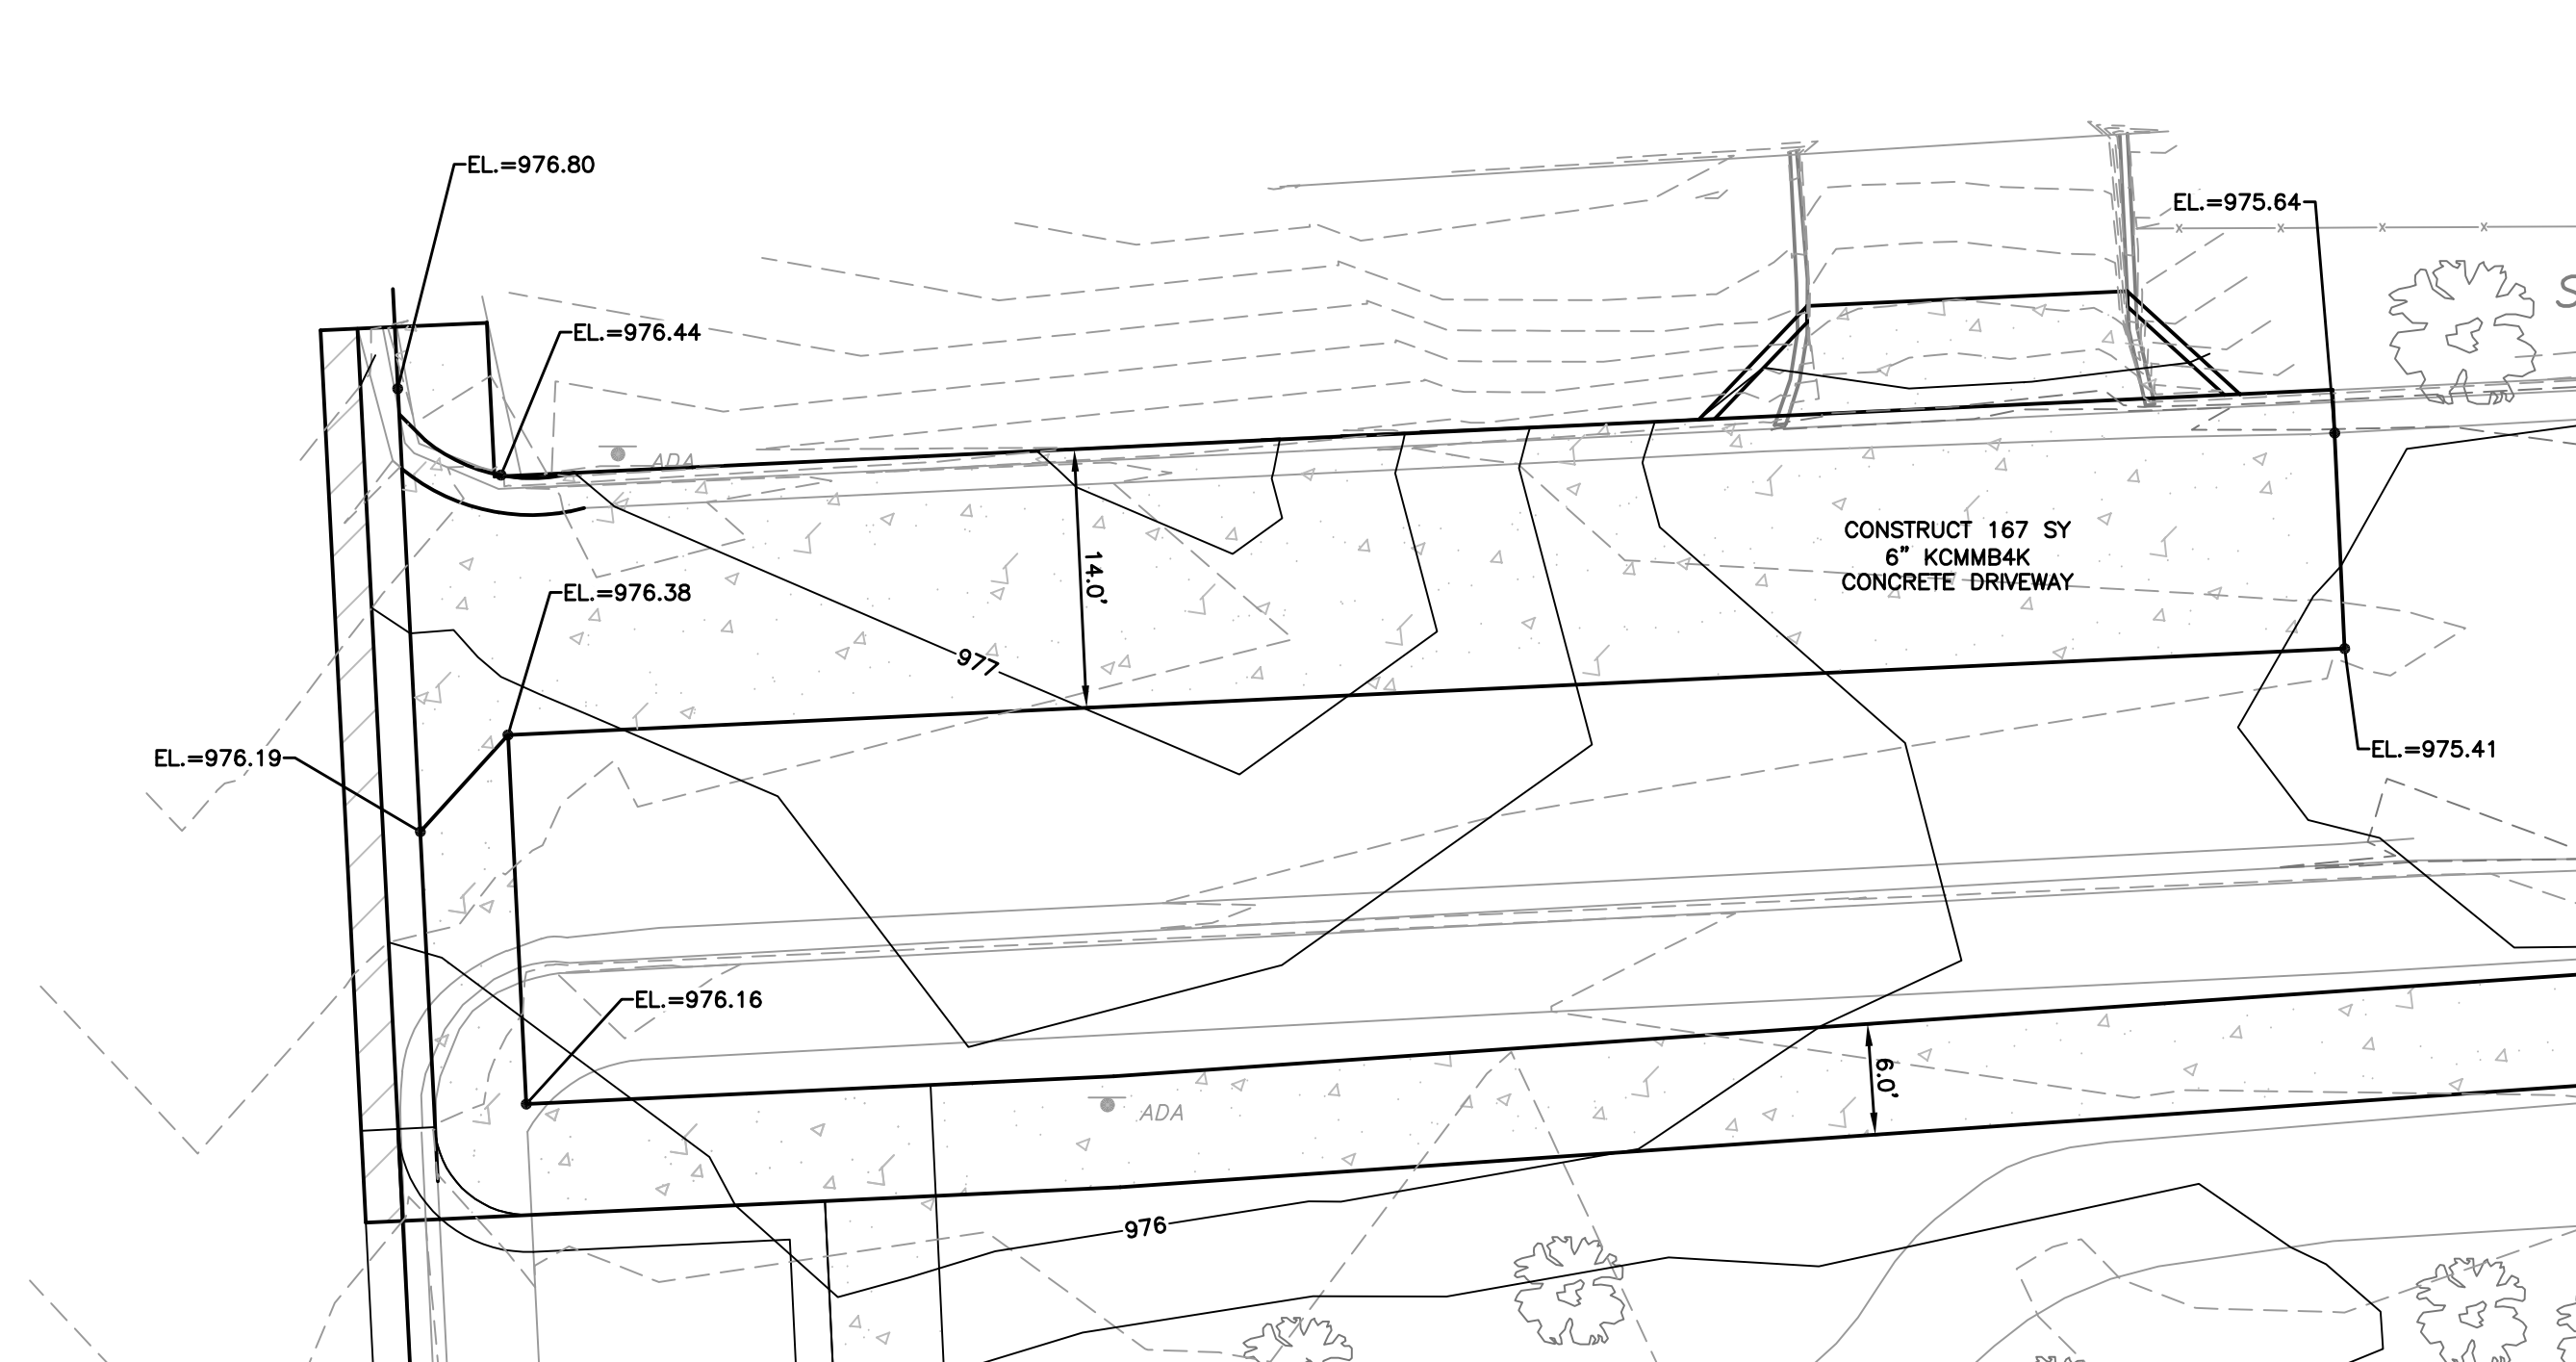 EL.=976.80
EL.=975.64
S
EL.=976.44
ADA
CONSTRUCT 167 SY
6” KCMMB4K
CONCRETE DRIVEWAY
14.0’
EL.=976.38
977
EL.=976.19
EL.=975.41
EL.=976.16
6.0’
ADA
976